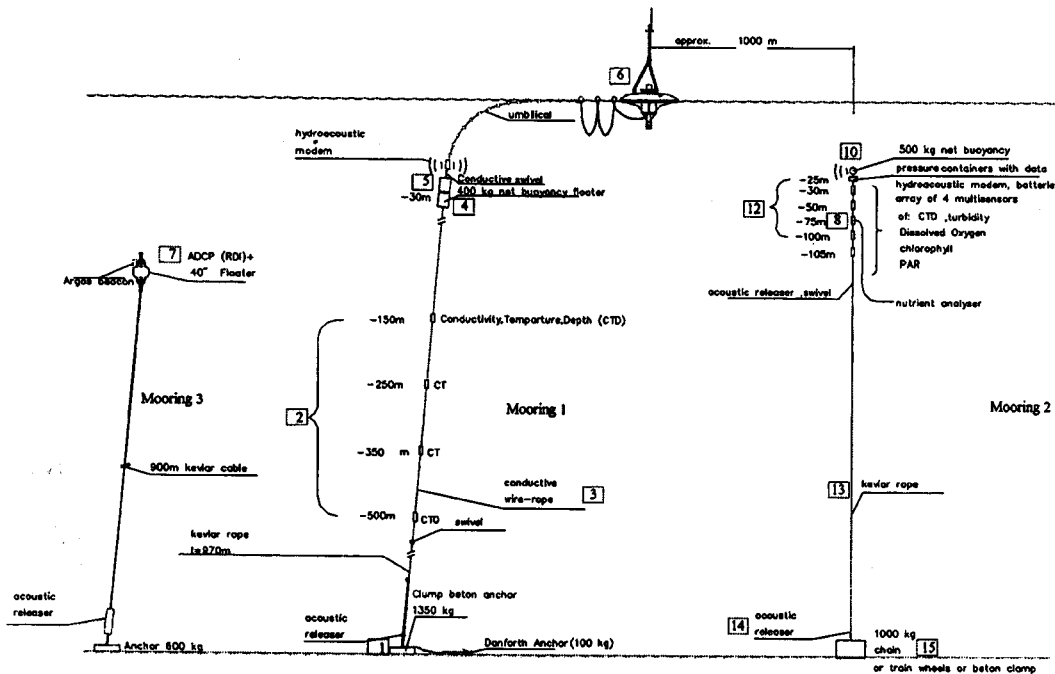 approx. 1000 m
6
umbilical
hydroacoustic
modem
5
Conductive swivel
400 kg net buoyancy floater
-30m
4
10
500 kg net buoyancy
pressure containers with data
hydroacoustic modem, batterie
array of 4 multisensors
of: CTD ,turbidity
Dissolved Oxygen
chlorophyll
PAR
-25m
-30m
-50m
12
-75m
8
-100m
-105m
acoustic releaser ,swivel
nutrient analyser
7
ADCP (RDI)+
40" Floater
Argos beacon
-150m
Conductivity,Temparture,Depth (CTD)
-250m
CT
Mooring 3
Mooring 1
Mooring 2
2
-350 m
CT
900m kevlar cable
conductive
wire-rope
3
13
kevlar rope
-500m
CTD
swivel
kevlar rope
l=970m
acoustic
releaser
Clump beton anchor
1350 kg
acoustic
releaser
1
Danforth Anchor (100 kg)
Anchor 600 kg
14
acoustic
releaser
1000 kg
chain
15
or train wheels or beton clamp